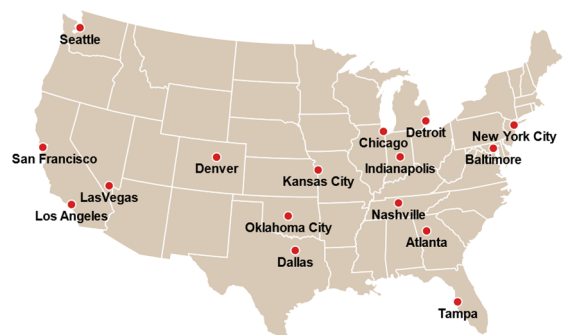 Seattle
New York City
Detroit
Chicago
San Francisco
Denver
Indianapolis
Baltimore
Kansas City
LasVegas
Los Angeles
Nashville
Oklahoma City
Atlanta
Dallas
Tampa